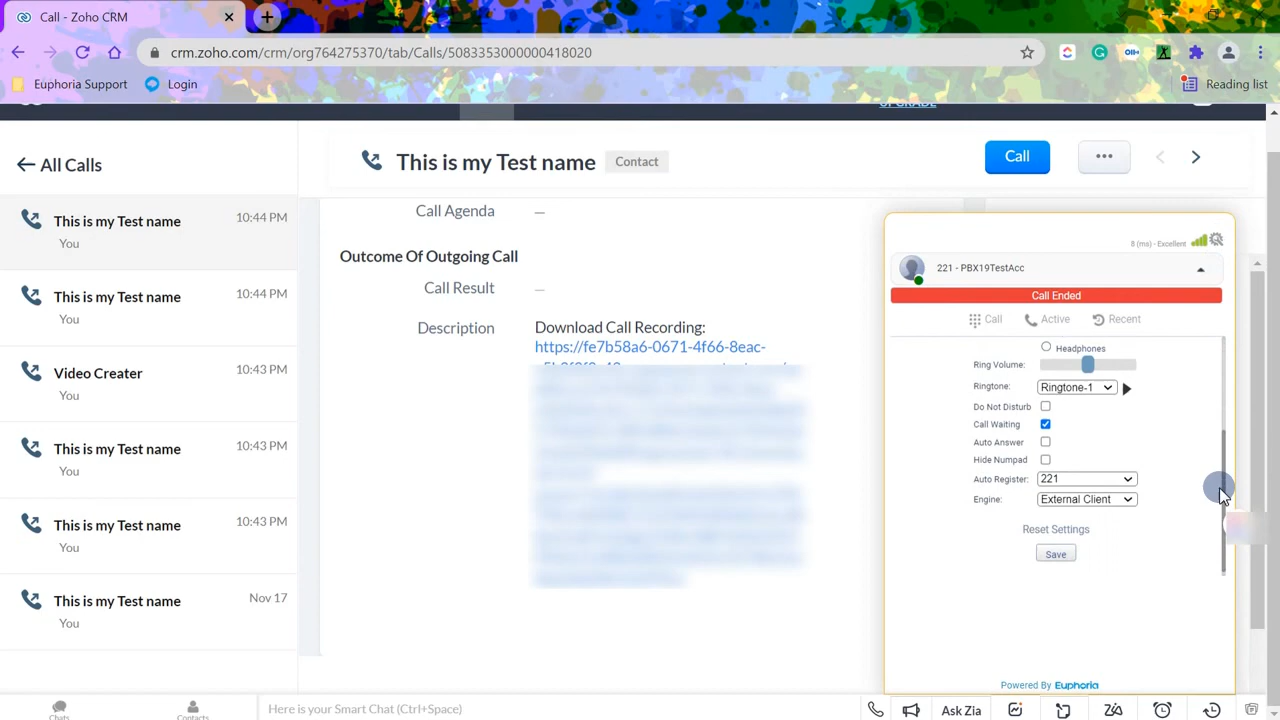 Call - Zoho CRM
crm.zoho.com/crm/org764275370/tab/Calls/5083353000000418020
Euphoria Support
Login
Reading list
UPGRADE
All Calls
This is my Test name
Contact
Call
This is my Test name 10:44 PM
You
This is my Test name 10:44 PM
You
Video Creater 10:43 PM
You
This is my Test name 10:43 PM
You
This is my Test name 10:43 PM
You
This is my Test name Nov 17
You
Call Agenda —
Outcome Of Outgoing Call
Call Result —
Description Download Call Recording:
https://fe7b58a6-0671-4f66-8eac-
8 (ms) - Excellent
221 - PBX19TestAcc
Call Ended
Call Active Recent
Headphones
Ring Volume:
Ringtone: Ringtone-1
Do Not Disturb
Call Waiting
Auto Answer
Hide Numpad
Auto Register: 221
Engine: External Client
Reset Settings
Save
Powered By Euphoria
Chats
Contacts
Here is your Smart Chat (Ctrl+Space)
Ask Zia